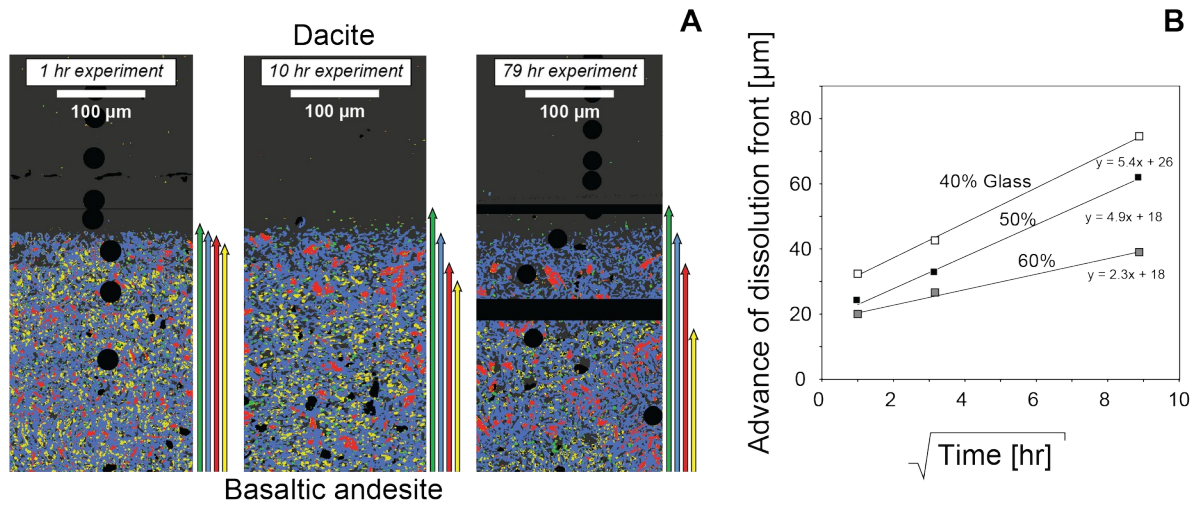 Dacite
A
B
1 hr experiment
10 hr experiment
79 hr experiment
100 µm
100 µm
100 µm
Basaltic andesite
Advance of dissolution front [µm]
80
60
40
20
0
0
2
4
6
8
10
40% Glass
50%
60%
y = 5.4x + 26
y = 4.9x + 18
y = 2.3x + 18
√Time [hr]